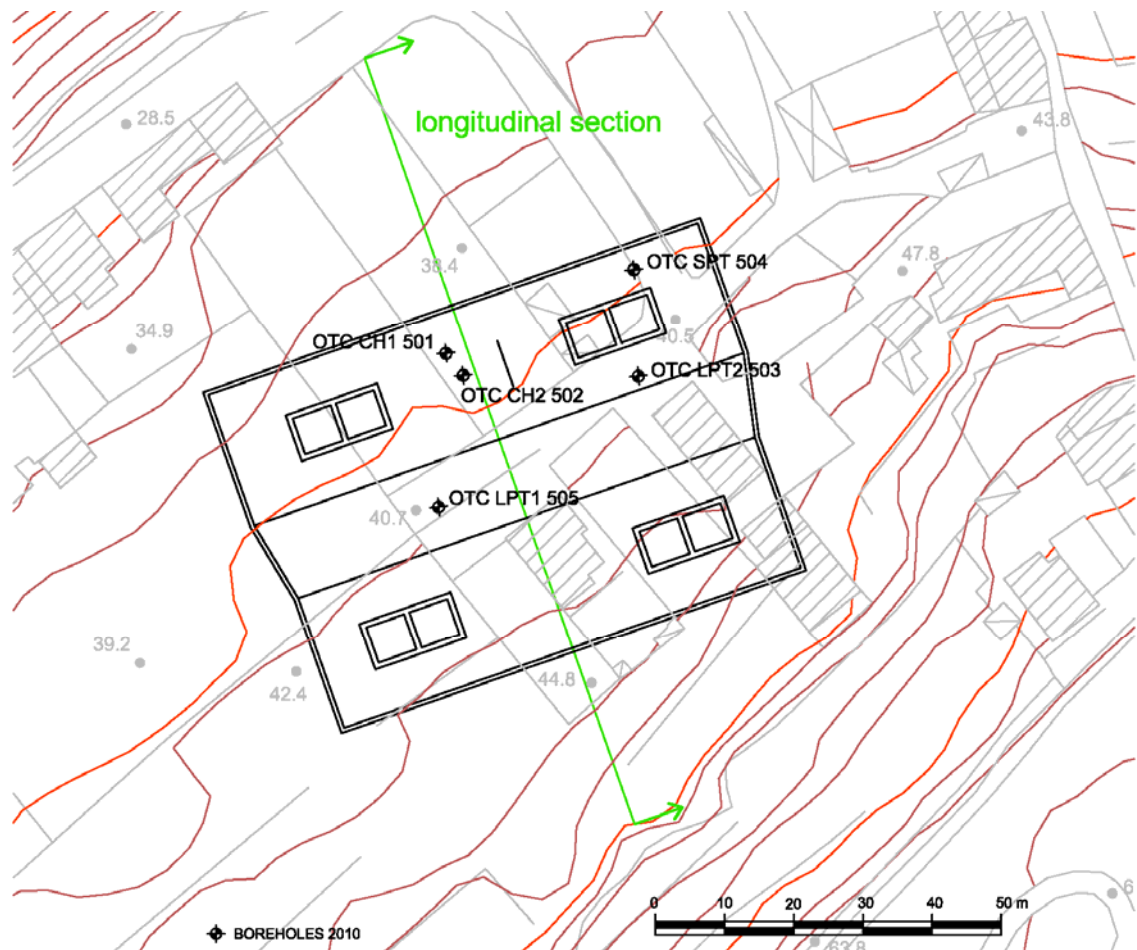 longitudinal section
28.5
43.8
38.4
47.8
OTC SPT 504
34.9
40.5
OTC CH1 501
OTC LPT2 503
OTC CH2 502
OTC LPT1 505
40.7
39.2
42.4
44.8
0 10 20 30 40 50 m
BOREHOLES 2010
63.8